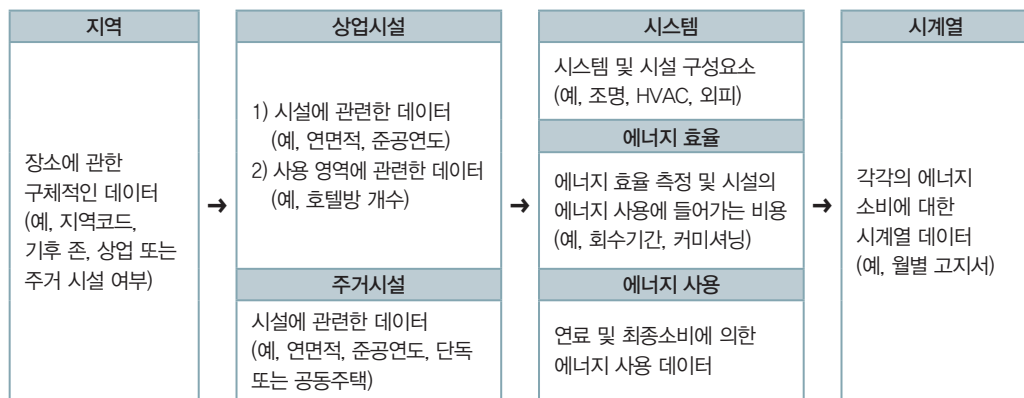 지역
장소에 관한
구체적인 데이터
(예, 지역코드,
기후 존, 상업 또는
주거 시설 여부)
→
상업시설
1) 시설에 관련한 데이터
(예, 연면적, 준공연도)
2) 사용 영역에 관련한 데이터
(예, 호텔방 개수)
주거시설
시설에 관련한 데이터
(예, 연면적, 준공연도, 단독
또는 공동주택)
→
시스템
시스템 및 시설 구성요소
(예, 조명, HVAC, 외피)
에너지 효율
에너지 효율 측정 및 시설의
에너지 사용에 들어가는 비용
(예, 회수기간, 커미셔닝)
에너지 사용
연료 및 최종소비에 의한
에너지 사용 데이터
→
시계열
각각의 에너지
소비에 대한
시계열 데이터
(예, 월별 고지서)